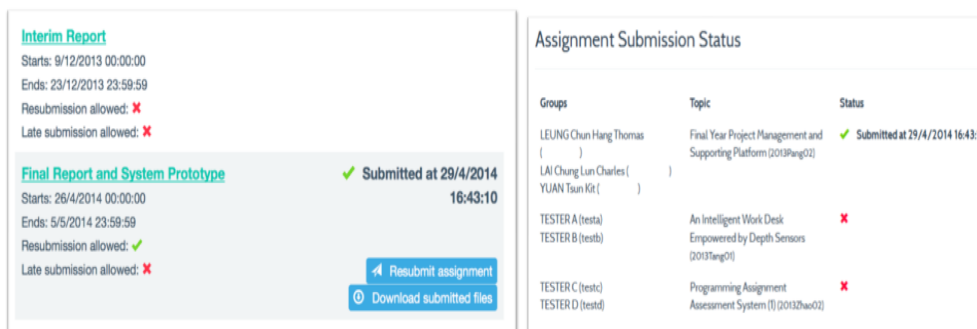 Interim Report
Starts: 9/12/2013 00:00:00
Ends: 23/12/2013 23:59:59
Resubmission allowed: ✘
Late submission allowed: ✘
Final Report and System Prototype
✔ Submitted at 29/4/2014
16:43:10
Starts: 26/4/2014 00:00:00
Ends: 5/5/2014 23:59:59
Resubmission allowed: ✔
Late submission allowed: ✘
Resubmit assignment
Download submitted files
Assignment Submission Status
Groups Topic Status
LEUNG Chun Hang Thomas Final Year Project Management and ✔ Submitted at 29/4/2014 16:43:
( ) Supporting Platform (2013Pang02)
LAI Chung Lun Charles ( )
YUAN Tsun Kit ( )
TESTER A (testa) An Intelligent Work Desk ✘
TESTER B (testb) Empowered by Depth Sensors
(2013Tang01)
TESTER C (testc) Programming Assignment ✘
TESTER D (testd) Assessment System (1) (2013Zhao02)